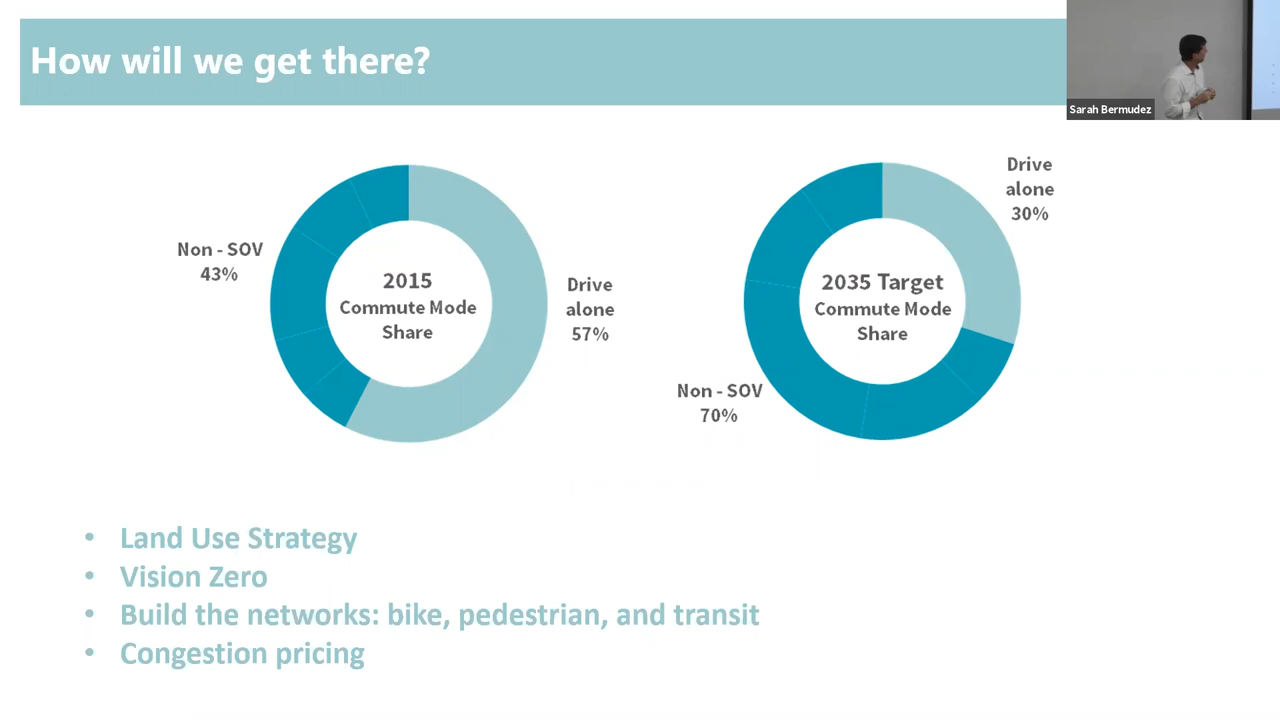 How will we get there?
Sarah Bermudez
Non - SOV
43%
2015
Commute Mode
Share
Drive
alone
57%
Drive
alone
30%
2035 Target
Commute Mode
Share
Non - SOV
70%
• Land Use Strategy
• Vision Zero
• Build the networks: bike, pedestrian, and transit
• Congestion pricing